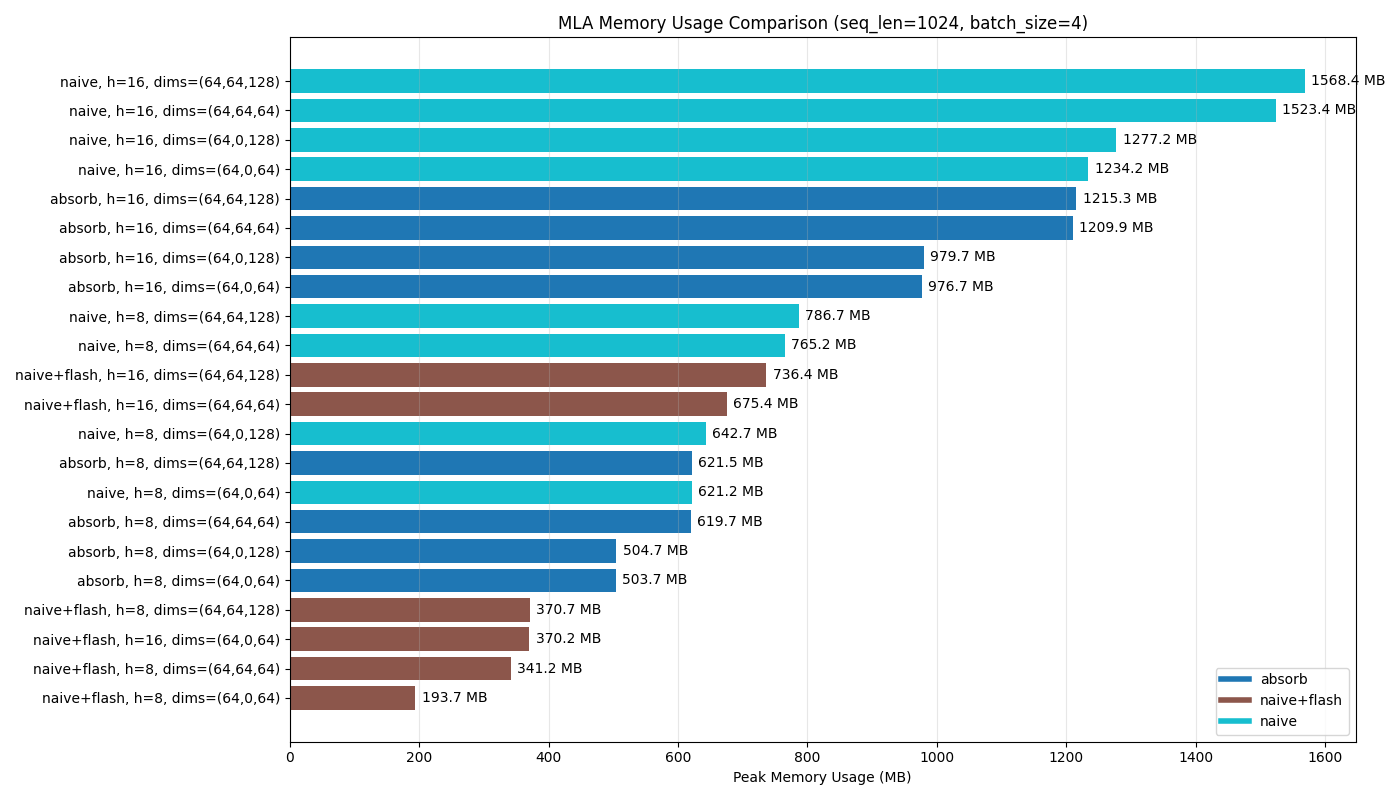 MLA Memory Usage Comparison (seq_len=1024, batch_size=4)
naive, h=16, dims=(64,64,128) 1568.4 MB
naive, h=16, dims=(64,64,64) 1523.4 MB
naive, h=16, dims=(64,0,128) 1277.2 MB
naive, h=16, dims=(64,0,64) 1234.2 MB
absorb, h=16, dims=(64,64,128) 1215.3 MB
absorb, h=16, dims=(64,64,64) 1209.9 MB
absorb, h=16, dims=(64,0,128) 979.7 MB
absorb, h=16, dims=(64,0,64) 976.7 MB
naive, h=8, dims=(64,64,128) 786.7 MB
naive, h=8, dims=(64,64,64) 765.2 MB
naive+flash, h=16, dims=(64,64,128) 736.4 MB
naive+flash, h=16, dims=(64,64,64) 675.4 MB
naive, h=8, dims=(64,0,128) 642.7 MB
absorb, h=8, dims=(64,64,128) 621.5 MB
naive, h=8, dims=(64,0,64) 621.2 MB
absorb, h=8, dims=(64,64,64) 619.7 MB
absorb, h=8, dims=(64,0,128) 504.7 MB
absorb, h=8, dims=(64,0,64) 503.7 MB
naive+flash, h=8, dims=(64,64,128) 370.7 MB
naive+flash, h=16, dims=(64,0,64) 370.2 MB
naive+flash, h=8, dims=(64,64,64) 341.2 MB
naive+flash, h=8, dims=(64,0,64) 193.7 MB
absorb
naive+flash
naive
0 200 400 600 800 1000 1200 1400 1600
Peak Memory Usage (MB)